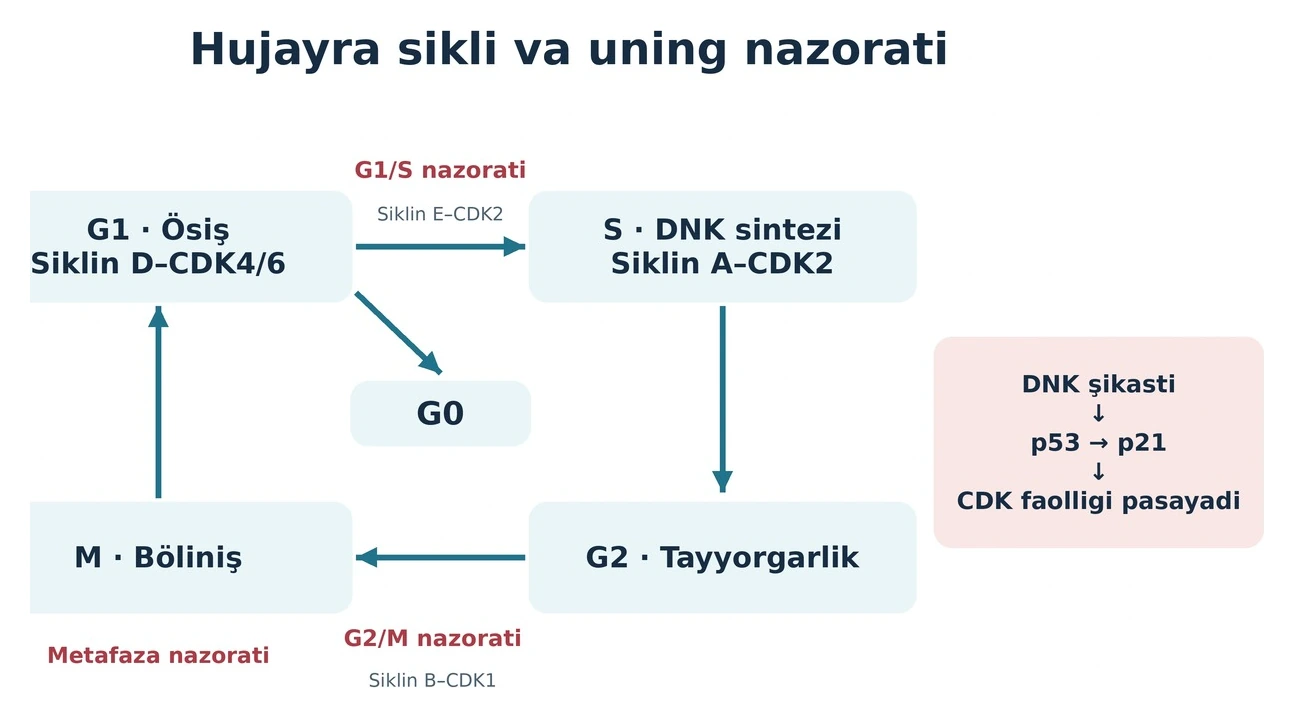 Hujayra sikli va uning nazorati
G1/S nazorati
Siklin E–CDK2
G1 · Ösiş
Siklin D–CDK4/6
S · DNK sintezi
Siklin A–CDK2
G0
DNK şikasti
↓
p53 → p21
↓
CDK faolligi pasayadi
M · Böliniş
G2 · Tayyorgarlik
Metafaza nazorati
G2/M nazorati
Siklin B–CDK1